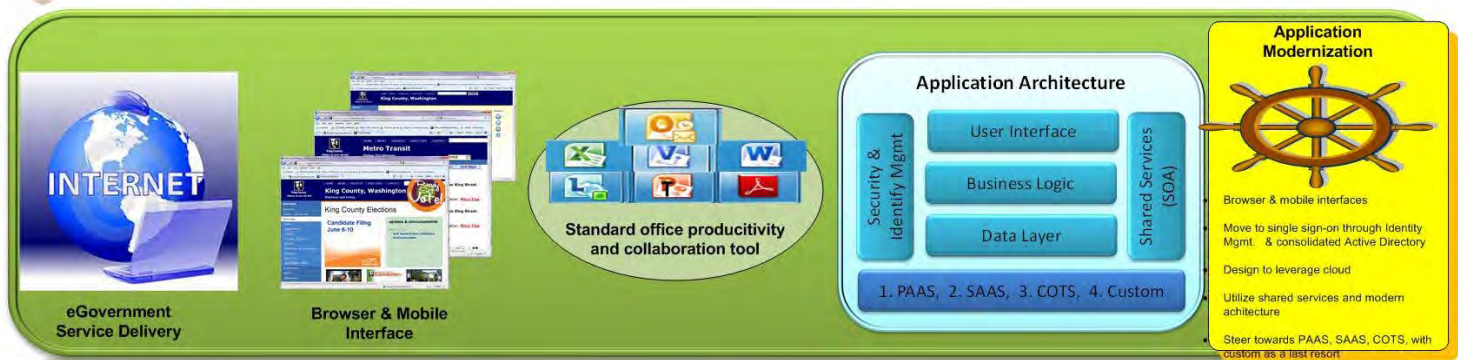 INTERNET
eGovernment
Service Delivery
King County, Washington
Metro Transit
King County, Washington
King County Elections
Candidate Filing
June 6-10
Browser & Mobile
Interface
Standard office producitivity
and collaboration tool
Application Architecture
Security &
Identify Mgmt
User Interface
Business Logic
Data Layer
Shared Services
(SOA)
1. PAAS, 2. SAAS, 3. COTS, 4. Custom
Application
Modernization
Browser & mobile interfaces
Move to single sign-on through Identity
Mgmt. & consolidated Active Directory
Design to leverage cloud
Utilize shared services and modern
achitecture
Steer towards PAAS, SAAS, COTS, with
custom as a last resort